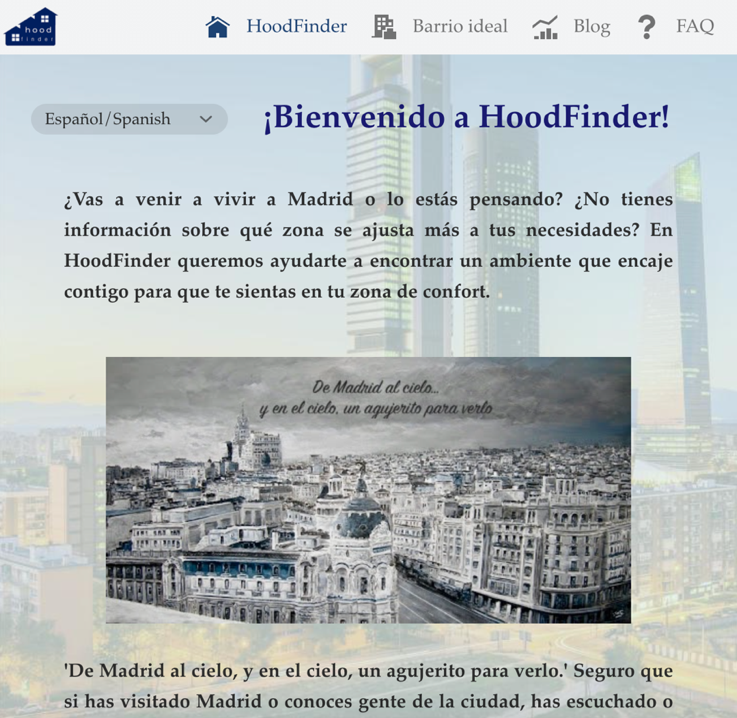 hood
finder
HoodFinder
Barrio ideal
Blog
FAQ
Español/Spanish
¡Bienvenido a HoodFinder!
¿Vas a venir a vivir a Madrid o lo estás pensando? ¿No tienes
información sobre qué zona se ajusta más a tus necesidades? En
HoodFinder queremos ayudarte a encontrar un ambiente que encaje
contigo para que te sientas en tu zona de confort.
De Madrid al cielo...
y en el cielo, un agujerito para verlo
'De Madrid al cielo, y en el cielo, un agujerito para verlo.' Seguro que
si has visitado Madrid o conoces gente de la ciudad, has escuchado o